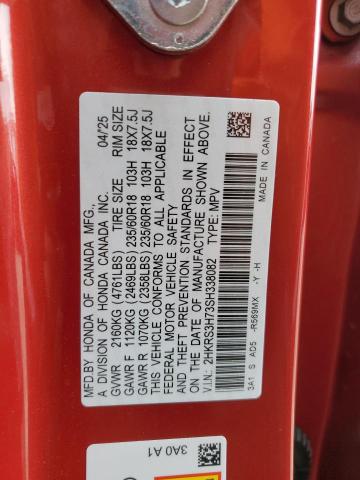 MFD BY HONDA OF CANADA MFG., 04/25
A DIVISION OF HONDA CANADA INC.
TIRE SIZE RIM SIZE
GVWR 2160KG (4761LBS)
GAWR F 1120KG (2469LBS) 235/60R18 103H 18X7.5J
GAWR R 1070KG (2358LBS) 235/60R18 103H 18X7.5J
THIS VEHICLE CONFORMS TO ALL APPLICABLE
FEDERAL MOTOR VEHICLE SAFETY
AND THEFT PREVENTION STANDARDS IN EFFECT
ON THE DATE OF MANUFACTURE SHOWN ABOVE.
V.I.N.: 2HKRS3H73SH338082 TYPE: MPV
3A1 S AD5 -R569MX -Y -H MADE IN CANADA
3A0 A1